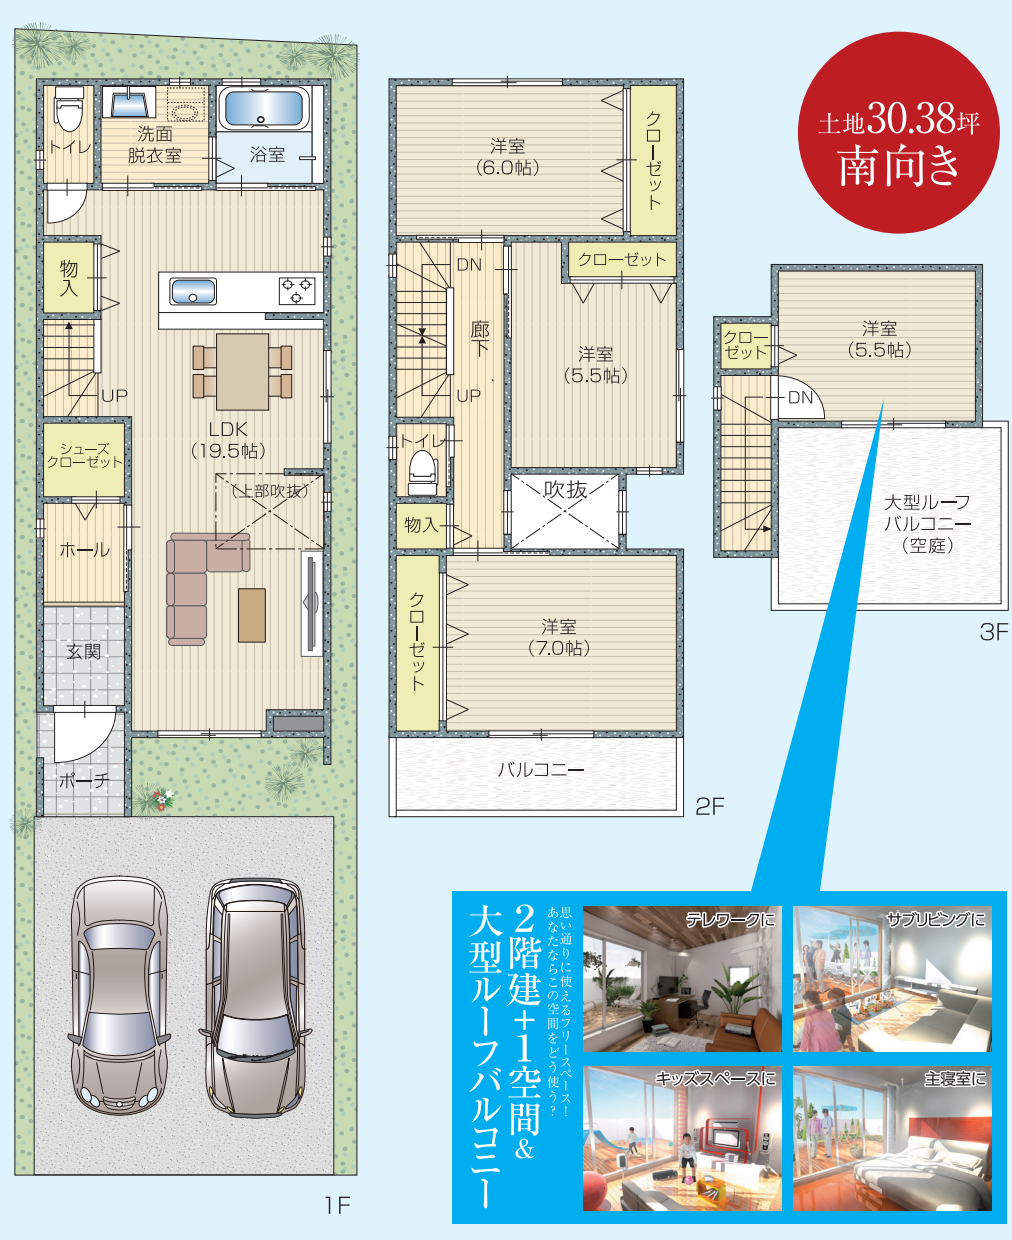 土地30.38坪
南向き
トイレ
洗面
脱衣室
浴室
物入
UP
LDK
(19.5帖)
シューズ
クローゼット
(上部吹抜)
ホール
玄関
ポーチ
1F
洋室
(6.0帖)
クローゼット
DN
廊下
クローゼット
洋室
(5.5帖)
UP
トイレ
吹抜
物入
クローゼット
洋室
(7.0帖)
バルコニー
2F
クロー
ゼット
洋室
(5.5帖)
DN
大型ルーフ
バルコニー
(空庭)
3F
思い通りに使えるフリースペース!
あなたならこの空間をどう使う?
2階建+1空間&
大型ルーフバルコニー
テレワークに
サブリビングに
キッズスペースに
主寝室に